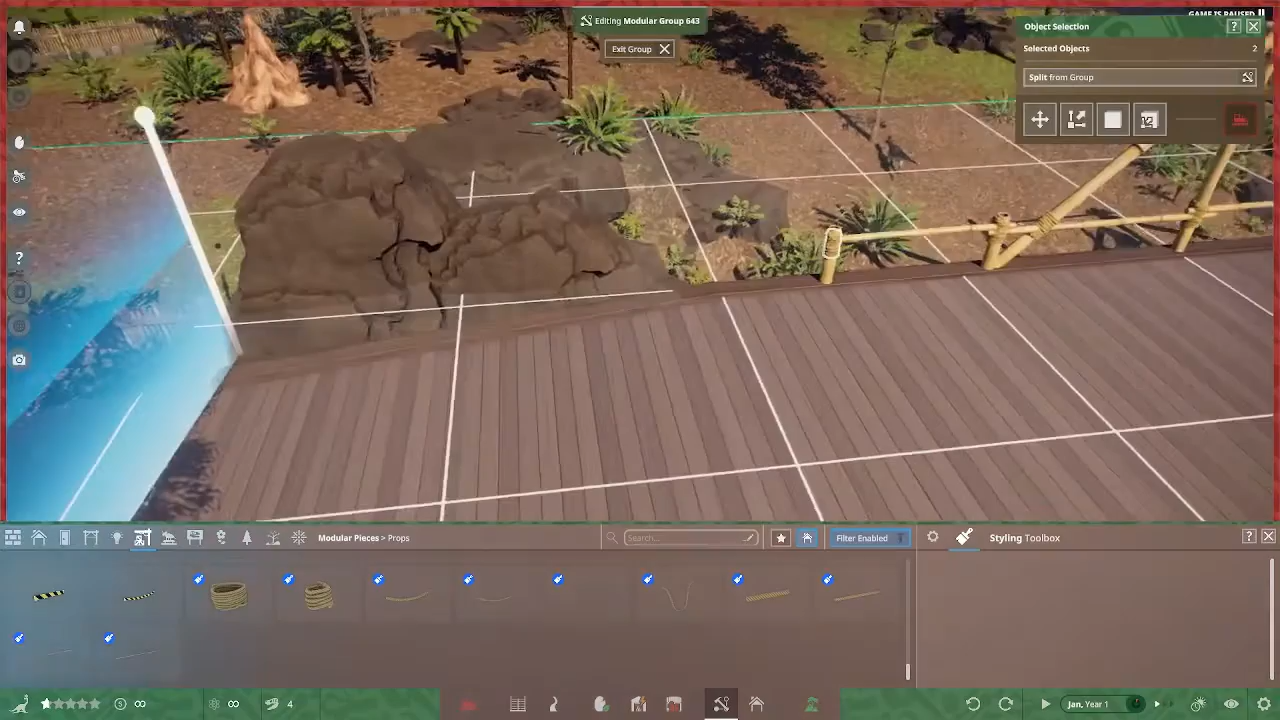 Editing Modular Group 643
GAME IS PAUSED
Exit Group
Object Selection
?
Selected Objects
2
Split from Group
12
?
Modular Pieces > Props
Search...
Filter Enabled
Styling Toolbox
?
4
Jan, Year 1